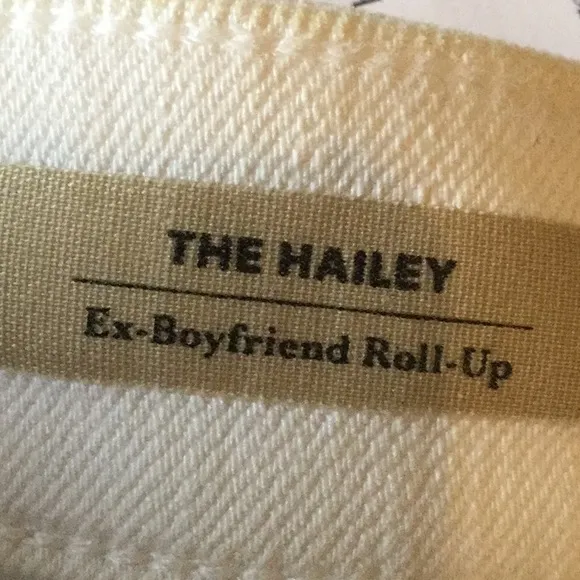 THE HAILEY
Ex-Boyfriend Roll-Up